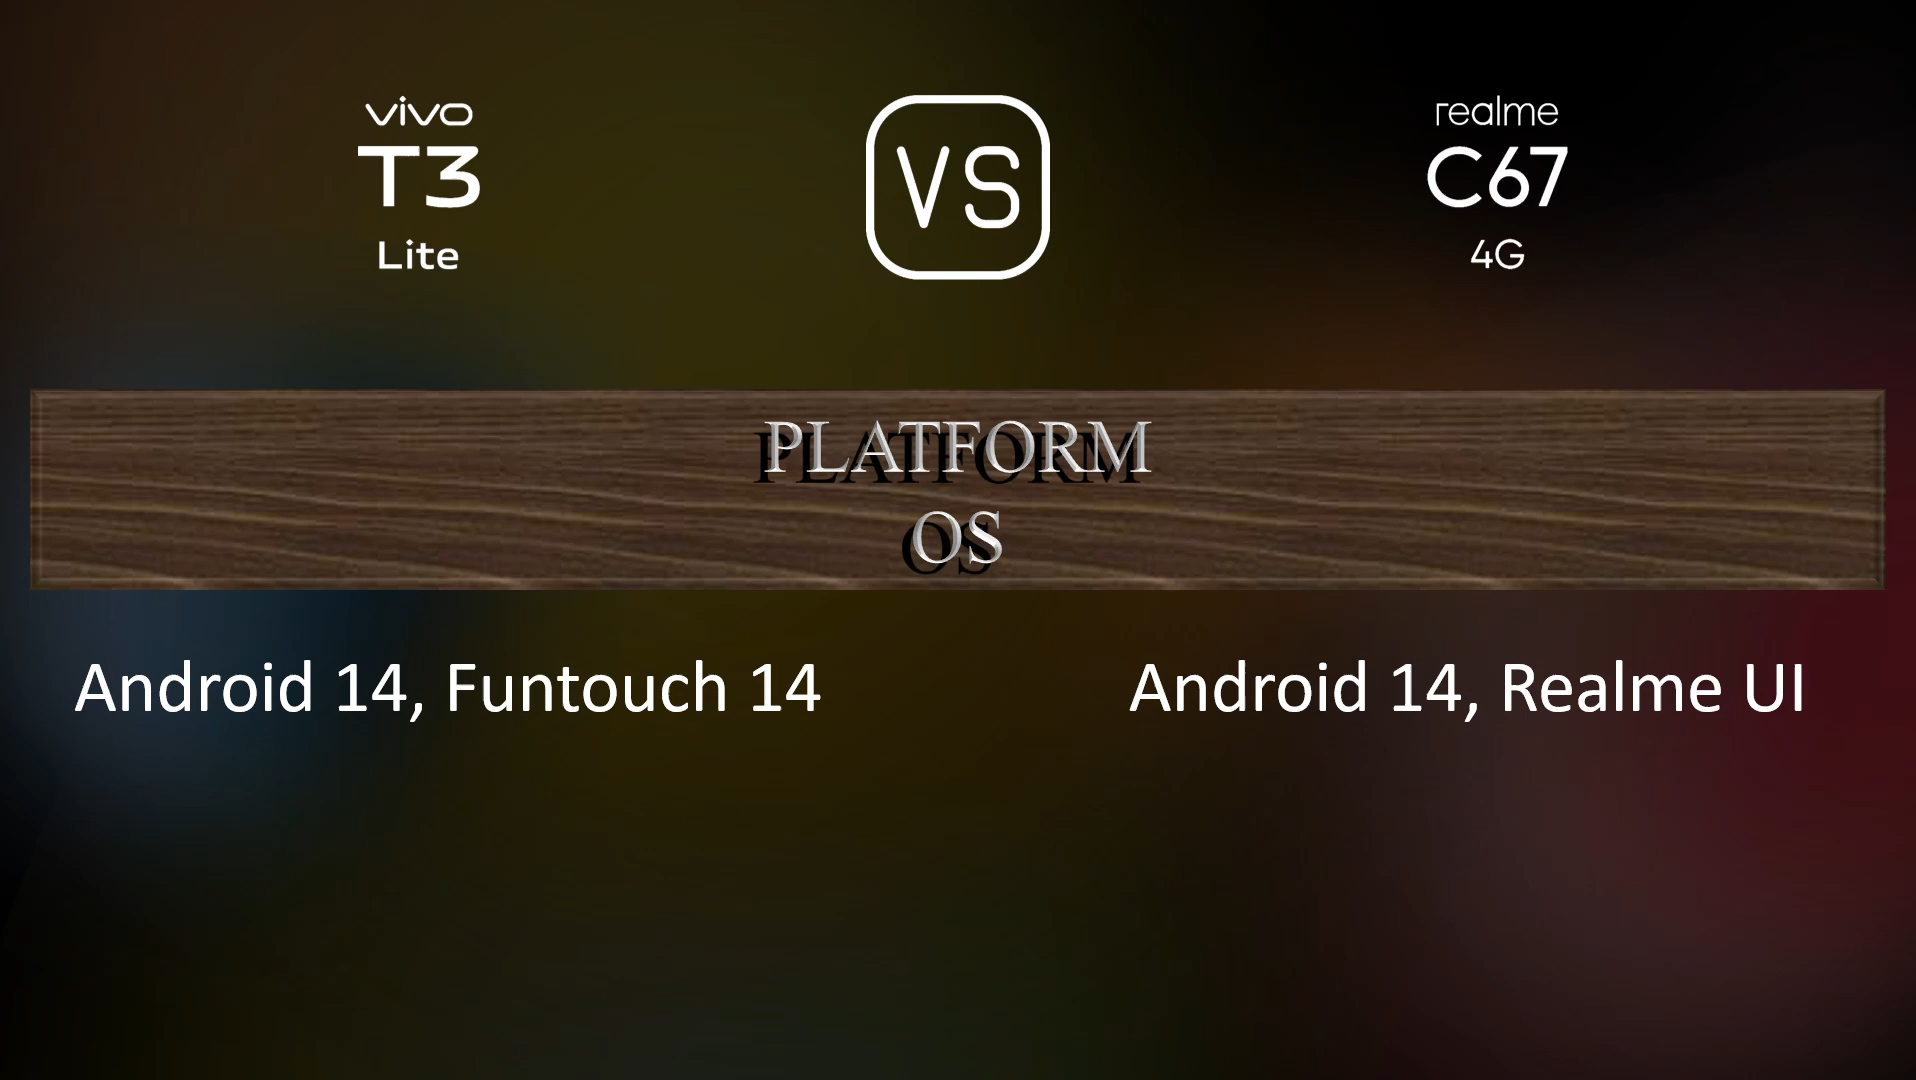 vivo
T3
Lite
VS
realme
C67
4G
PLATFORM
OS
Android 14, Funtouch 14
Android 14, Realme UI